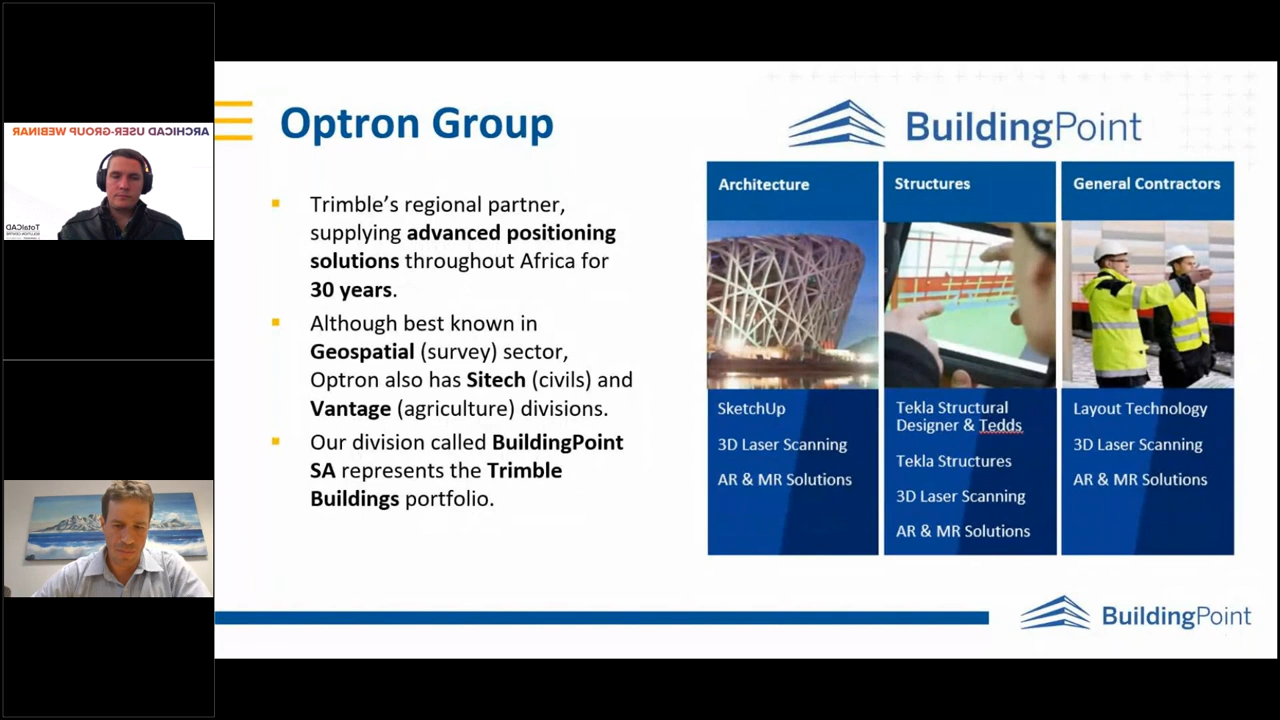 ARCHICAD USER-GROUP WEBINAR
TotalCAD
Optron Group
Trimble's regional partner,
supplying advanced positioning
solutions throughout Africa for
30 years.
Although best known in
Geospatial (survey) sector,
Optron also has Sitech (civils) and
Vantage (agriculture) divisions.
Our division called BuildingPoint
SA represents the Trimble
Buildings portfolio.
BuildingPoint
Architecture
SketchUp
3D Laser Scanning
AR & MR Solutions
Structures
Tekla Structural
Designer & Tedds
Tekla Structures
3D Laser Scanning
AR & MR Solutions
General Contractors
Layout Technology
3D Laser Scanning
AR & MR Solutions
BuildingPoint